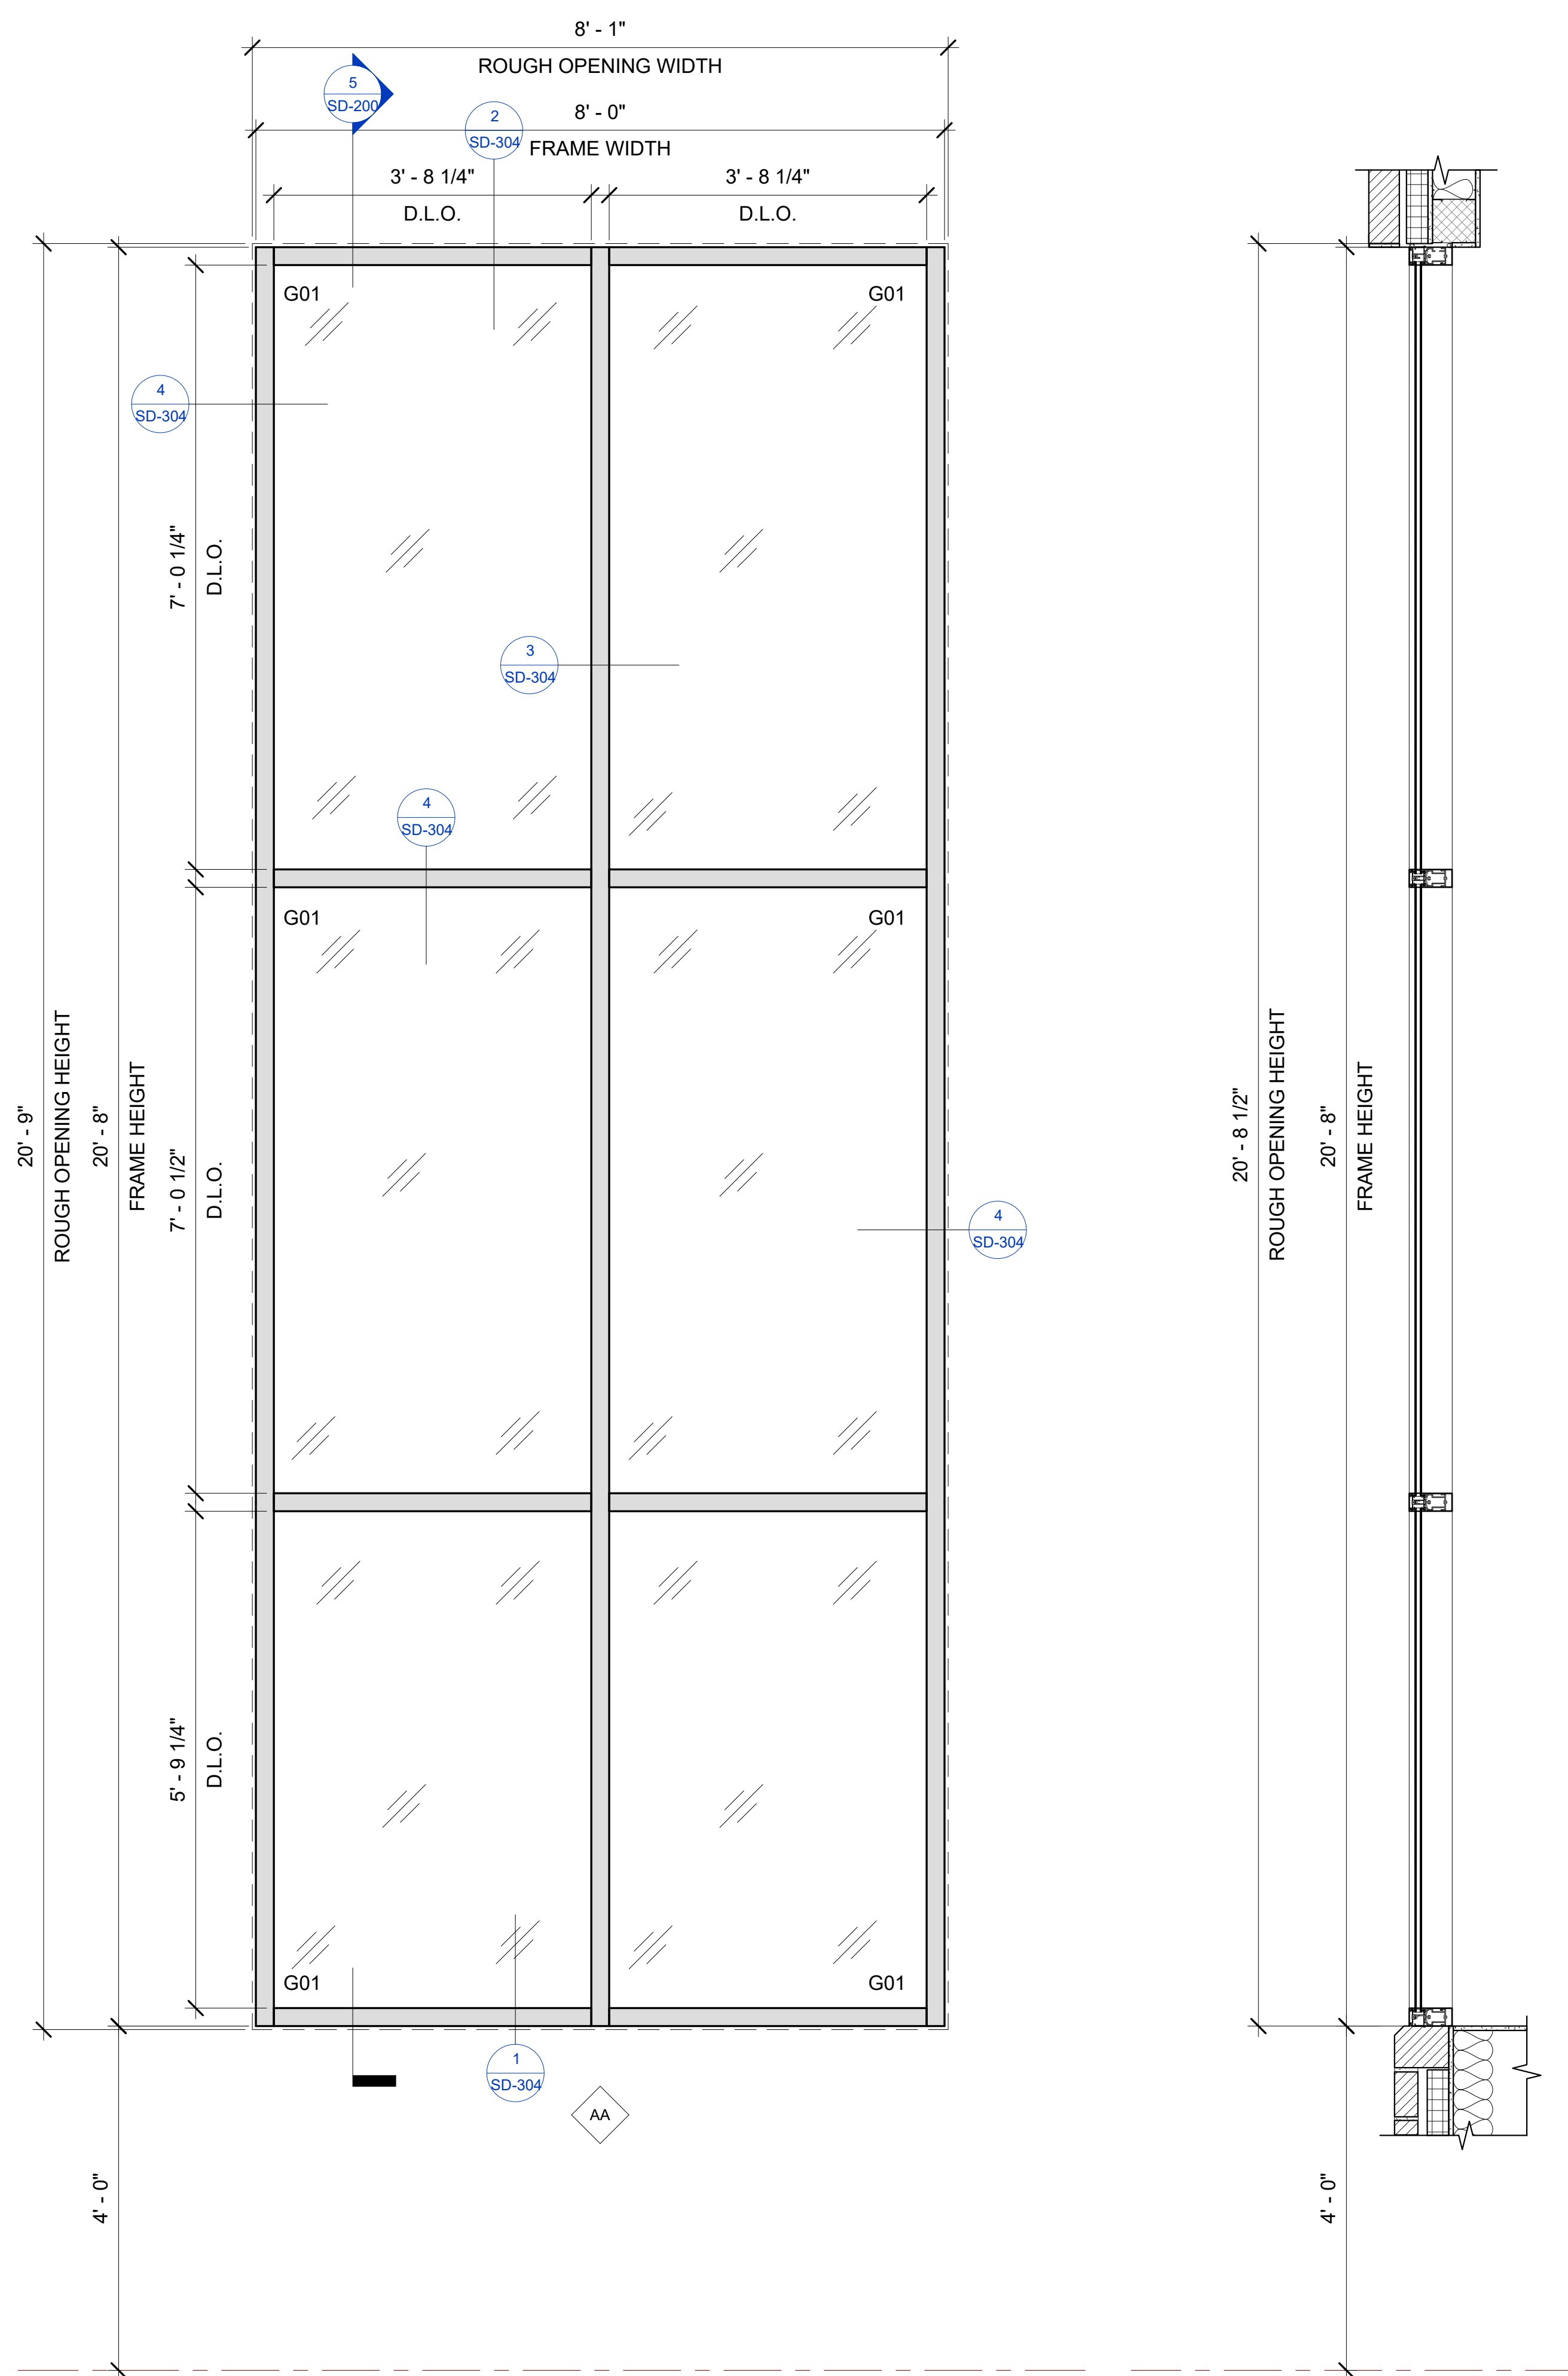 8' - 1"
ROUGH OPENING WIDTH
5
SD-200
8' - 0"
FRAME WIDTH
2
SD-304
3' - 8 1/4"
D.L.O.
3' - 8 1/4"
D.L.O.
G01
G01
4
SD-304
7' - 0 1/4"
D.L.O.
3
SD-304
4
SD-304
G01
G01
20' - 9"
ROUGH OPENING HEIGHT
20' - 8"
FRAME HEIGHT
7' - 0 1/2"
D.L.O.
4
SD-304
20' - 8 1/2"
ROUGH OPENING HEIGHT
20' - 8"
FRAME HEIGHT
5' - 9 1/4"
D.L.O.
G01
G01
1
SD-304
AA
4' - 0"
4' - 0"